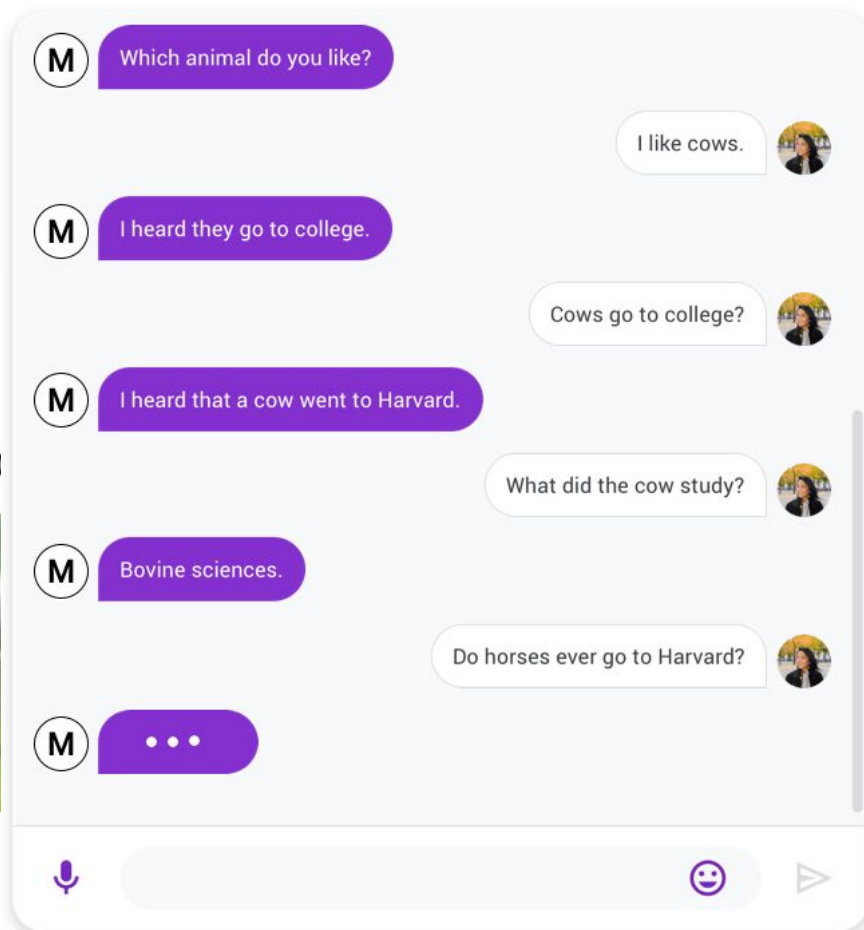 M Which animal do you like?
I like cows.
M I heard they go to college.
Cows go to college?
M I heard that a cow went to Harvard.
What did the cow study?
M Bovine sciences.
Do horses ever go to Harvard?
M